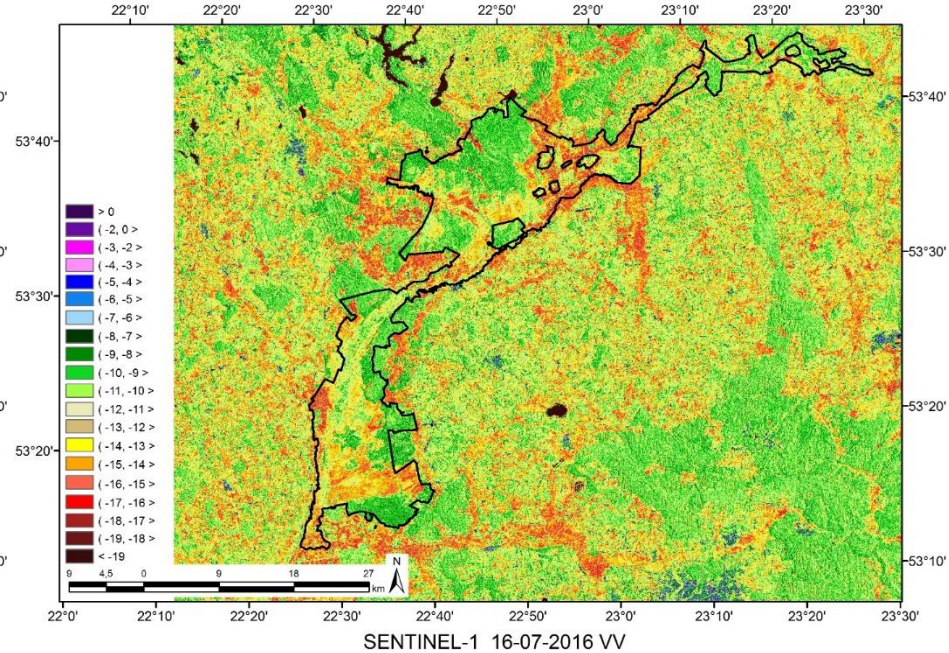 22°10' 22°20' 22°30' 22°40' 22°50' 23°0' 23°10' 23°20' 23°30'
0' 53°40'
53°40'
> 0
( -2, 0 >
( -3, -2 >
( -4, -3 >
0' 53°30'
( -5, -4 >
( -6, -5 >
53°30'
( -7, -6 >
( -8, -7 >
( -9, -8 >
( -10, -9 >
( -11, -10 >
0' 53°20'
( -12, -11 >
( -13, -12 >
( -14, -13 >
53°20'
( -15, -14 >
( -16, -15 >
( -17, -16 >
( -18, -17 >
( -19, -18 >
< -19
0' 53°10'
N
9 4,5 0 9 18 27
km
22°0' 22°10' 22°20' 22°30' 22°40' 22°50' 23°0' 23°10' 23°20' 23°30'
SENTINEL-1 16-07-2016 VV